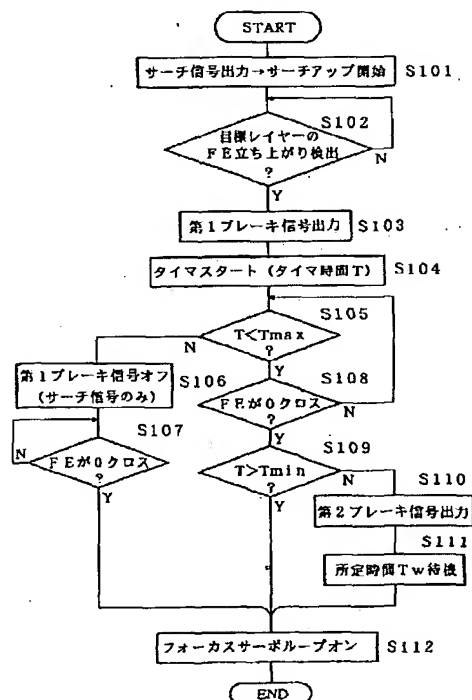 START
サーチ信号出力→サーチアップ開始 S101
S102
目標レイヤーの
FE立ち上がり検出
?
N
Y
第1ブレーキ信号出力 S103
タイマスタート(タイマ時間T) S104
S105
T<Tmax
?
N
Y
第1ブレーキ信号オフ
(サーチ信号のみ)
S106
S108
FEが0クロス
?
N
Y
S107
FEが0クロス
?
N
Y
S109
T>Tmin
?
N
Y
S110
第2ブレーキ信号出力
S111
所定時間Tw待機
フォーカスサーボループオン S112
END